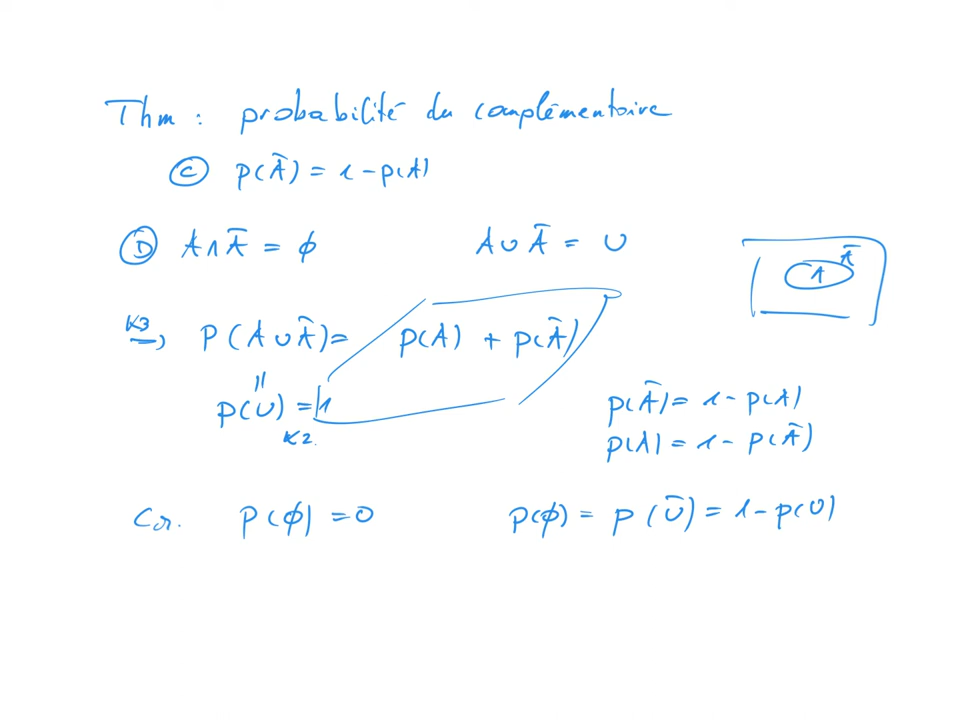 Thm : probabilité du complémentaire
Ⓒ p(Ā) = 1 - p(A)
Ⓓ A ∩ Ā = ϕ A ∪ Ā = U
Ā
A
K3 ⇒ P(A ∪ Ā) = p(A) + p(Ā)
||
p(U) = 1
K2.
p(Ā) = 1 - p(A)
p(A) = 1 - p(Ā)
Cor. P(ϕ) = 0 p(ϕ) = p(Ū) = 1 - p(U)